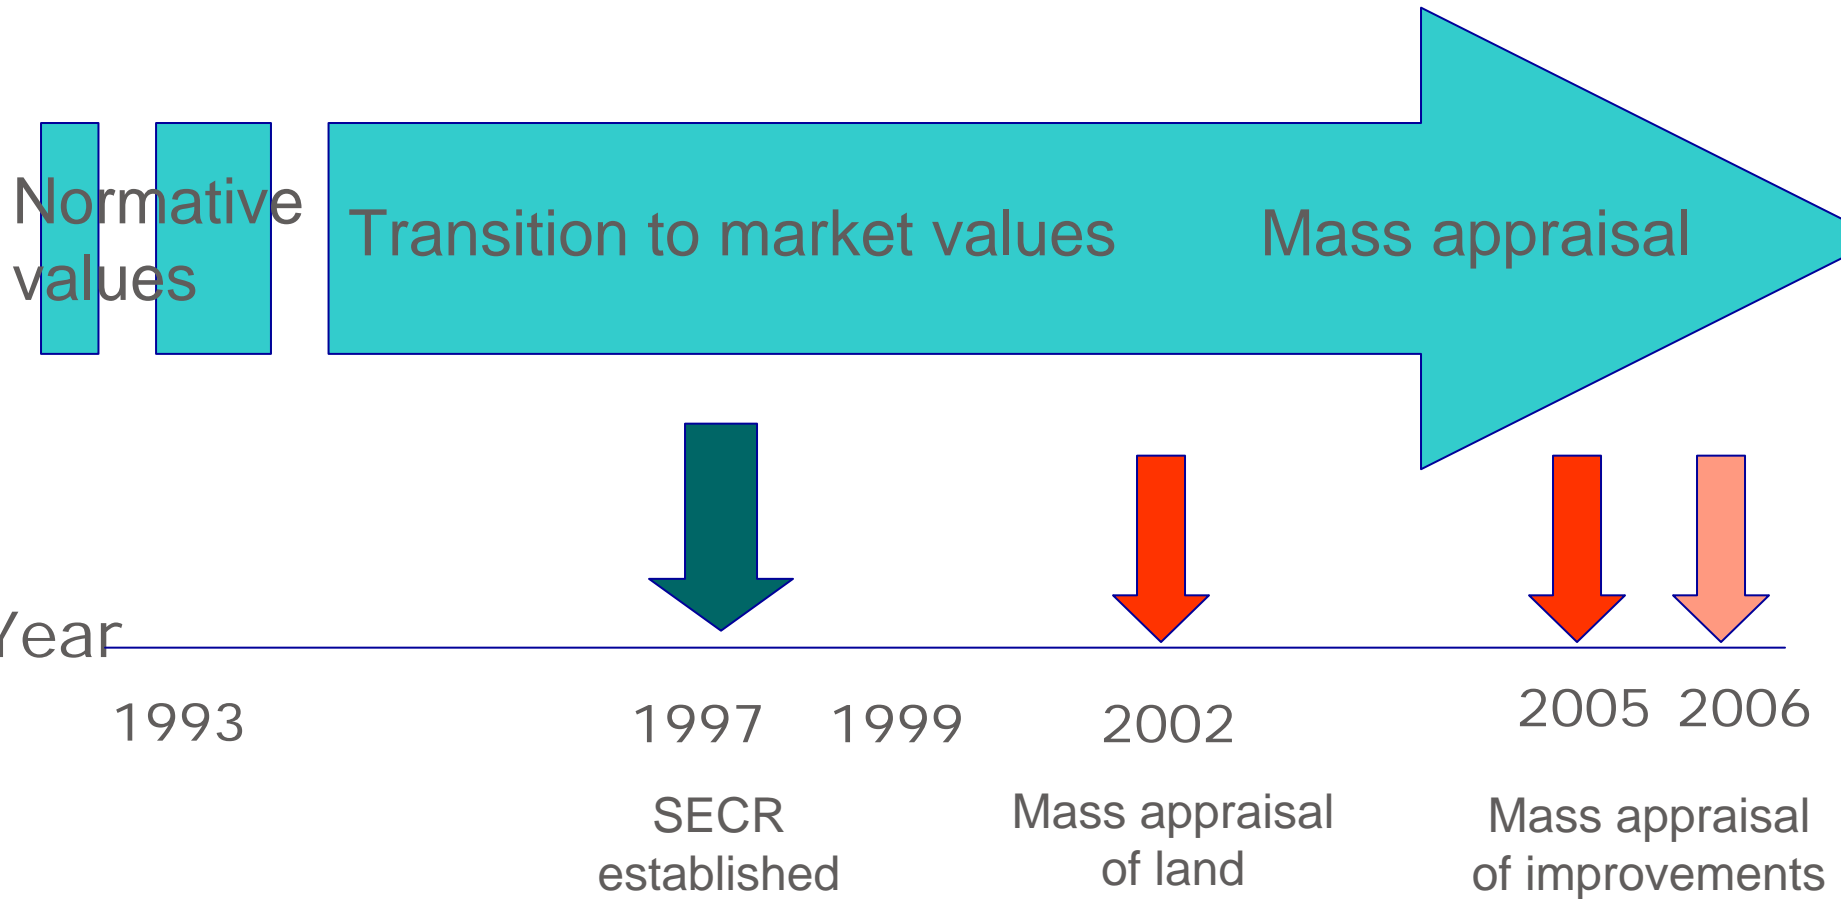 Normative
values
Transition to market values
Mass appraisal
Year
1993
1997
1999
2002
2005
2006
SECR
established
Mass appraisal
of land
Mass appraisal
of improvements